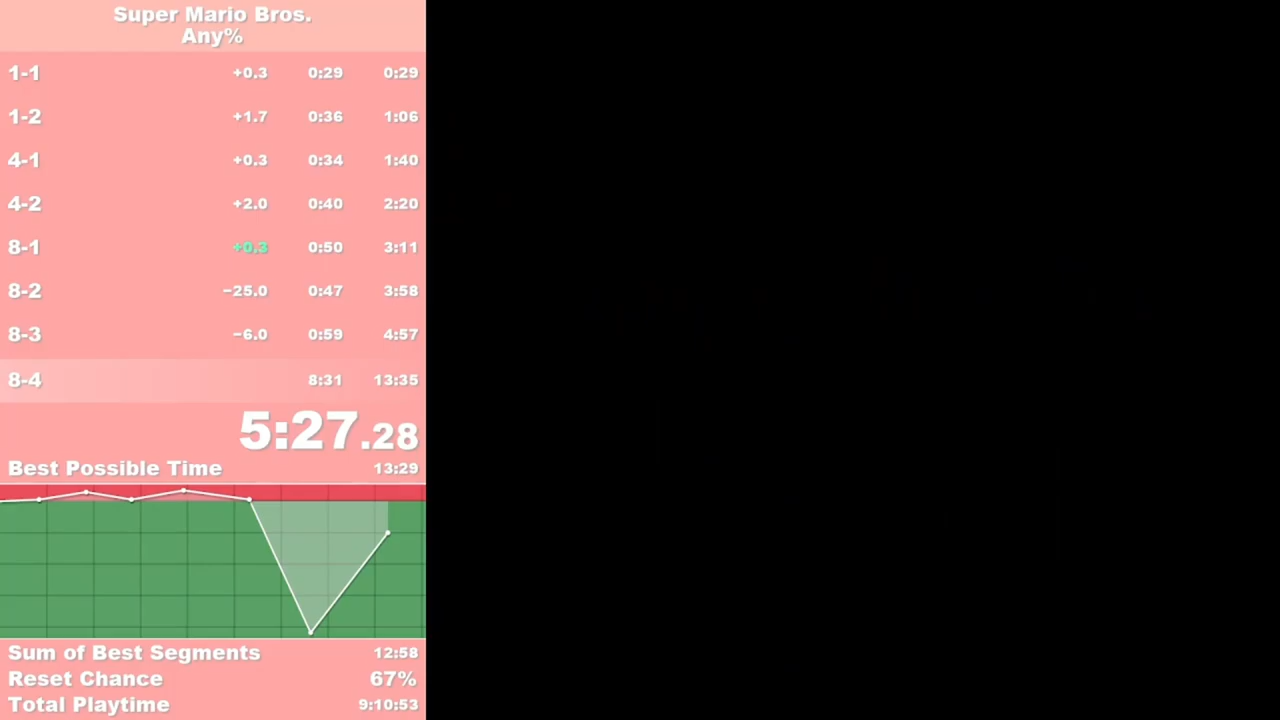 Super Mario Bros.
Any%
1-1 +0.3 0:29 0:29
1-2 +1.7 0:36 1:06
4-1 +0.3 0:34 1:40
4-2 +2.0 0:40 2:20
8-1 +0.3 0:50 3:11
8-2 −25.0 0:47 3:58
8-3 −6.0 0:59 4:57
8-4 8:31 13:35
5:27.28
Best Possible Time 13:29
Sum of Best Segments 12:58
Reset Chance 67%
Total Playtime 9:10:53